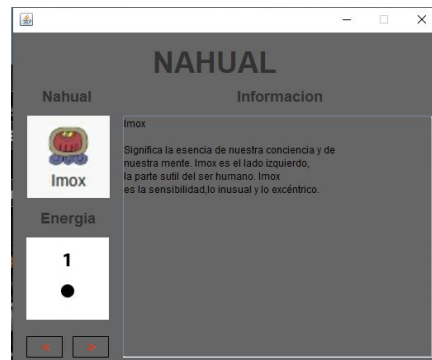 NAHUAL
Nahual
Informacion
Imox
Imox
Significa la esencia de nuestra conciencia y de
nuestra mente. Imox es el lado izquierdo,
la parte sutil del ser humano. Imox
es la sensibilidad,lo inusual y lo excéntrico.
Energia
1
< >